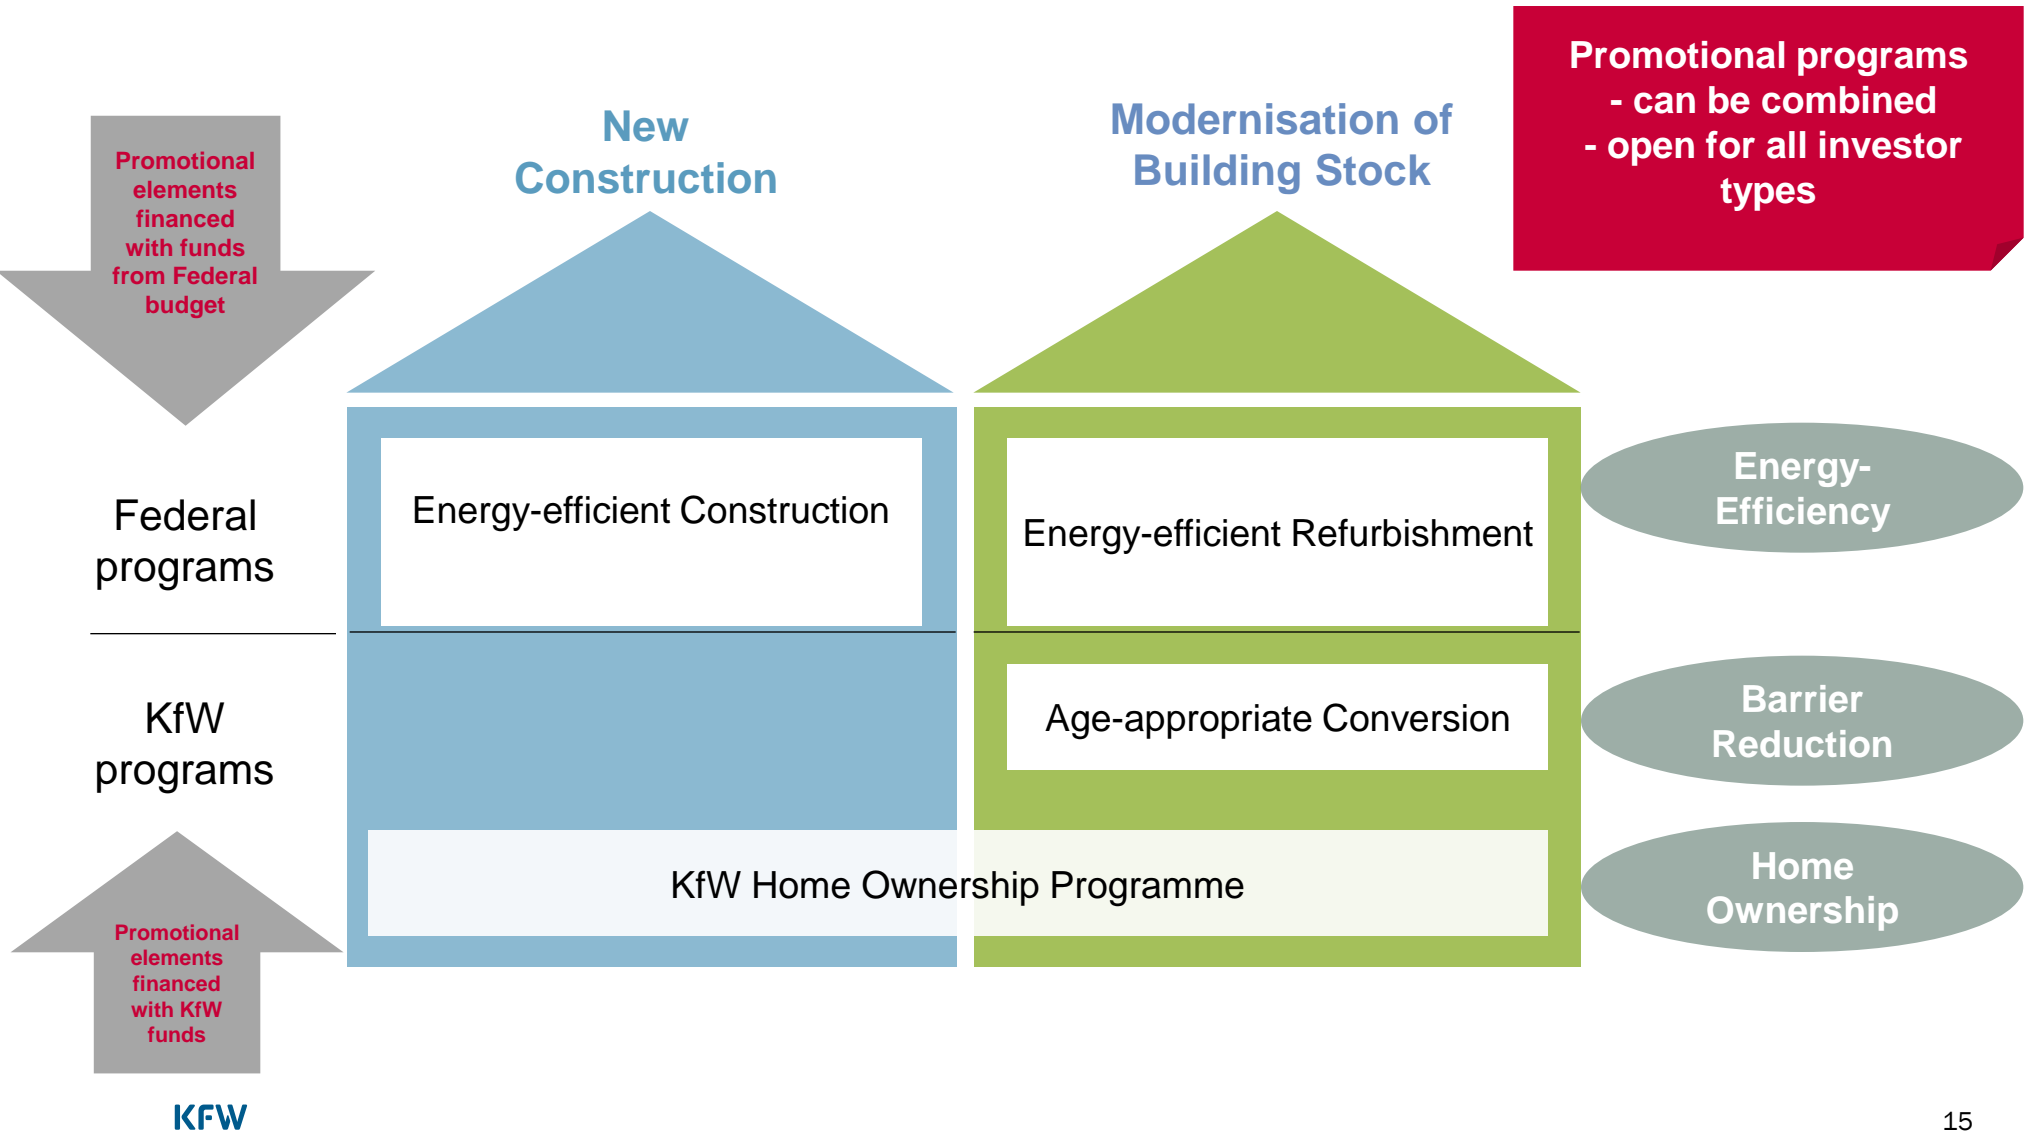 Promotional programs
- can be combined
- open for all investor
types
New
Construction
Modernisation of
Building Stock
Promotional
elements
financed
with funds
from Federal
budget
Federal
programs
Energy-efficient Construction
Energy-efficient Refurbishment
Energy-
Efficiency
KfW
programs
Age-appropriate Conversion
Barrier
Reduction
KfW Home Ownership Programme
Home
Ownership
Promotional
elements
financed
with KfW
funds
KFW
15